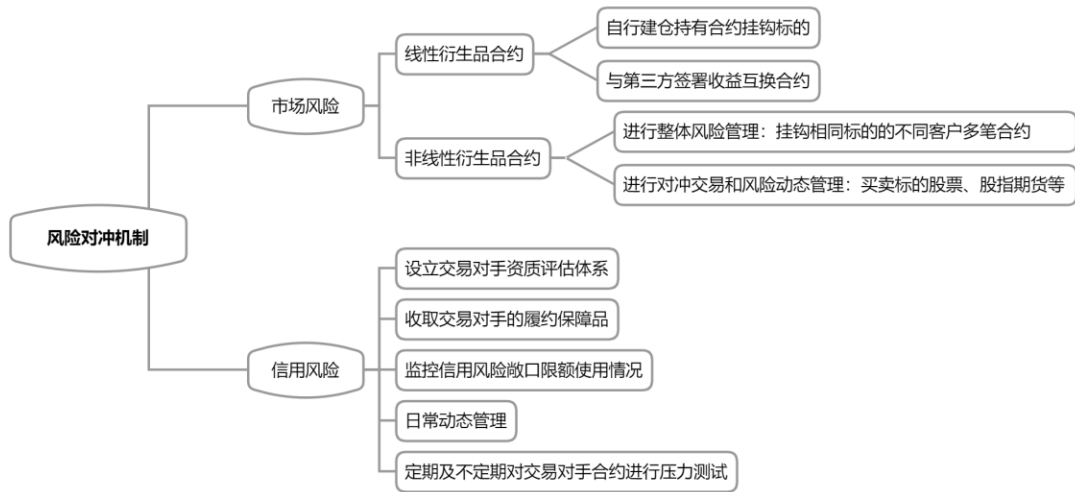 风险对冲机制
市场风险
线性衍生品合约
自行建仓持有合约挂钩标的
与第三方签署收益互换合约
非线性衍生品合约
进行整体风险管理：挂钩相同标的的不同客户多笔合约
进行对冲交易和风险动态管理：买卖标的股票、股指期货等
信用风险
设立交易对手资质评估体系
收取交易对手的履约保障品
监控信用风险敞口限额使用情况
日常动态管理
定期及不定期对交易对手合约进行压力测试